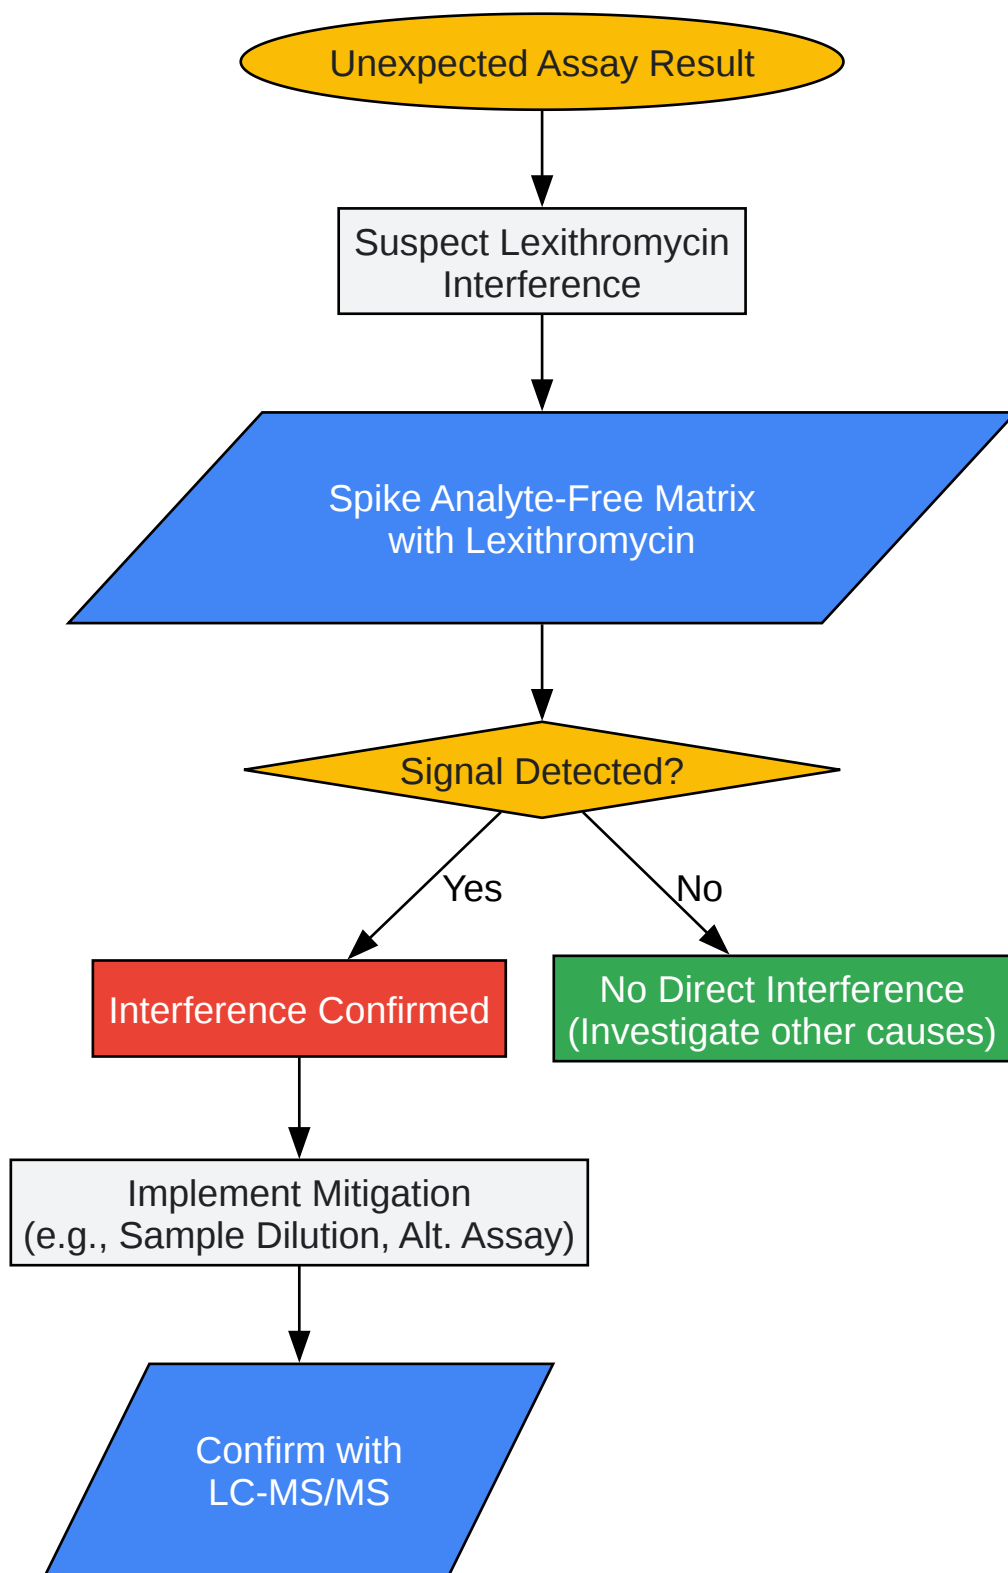 Unexpected Assay Result
Suspect Lexithromycin
Interference
Spike Analyte-Free Matrix
with Lexithromycin
Signal Detected?
Yes
No
Interference Confirmed
No Direct Interference
(Investigate other causes)
Implement Mitigation
(e.g., Sample Dilution, Alt. Assay)
Confirm with
LC-MS/MS